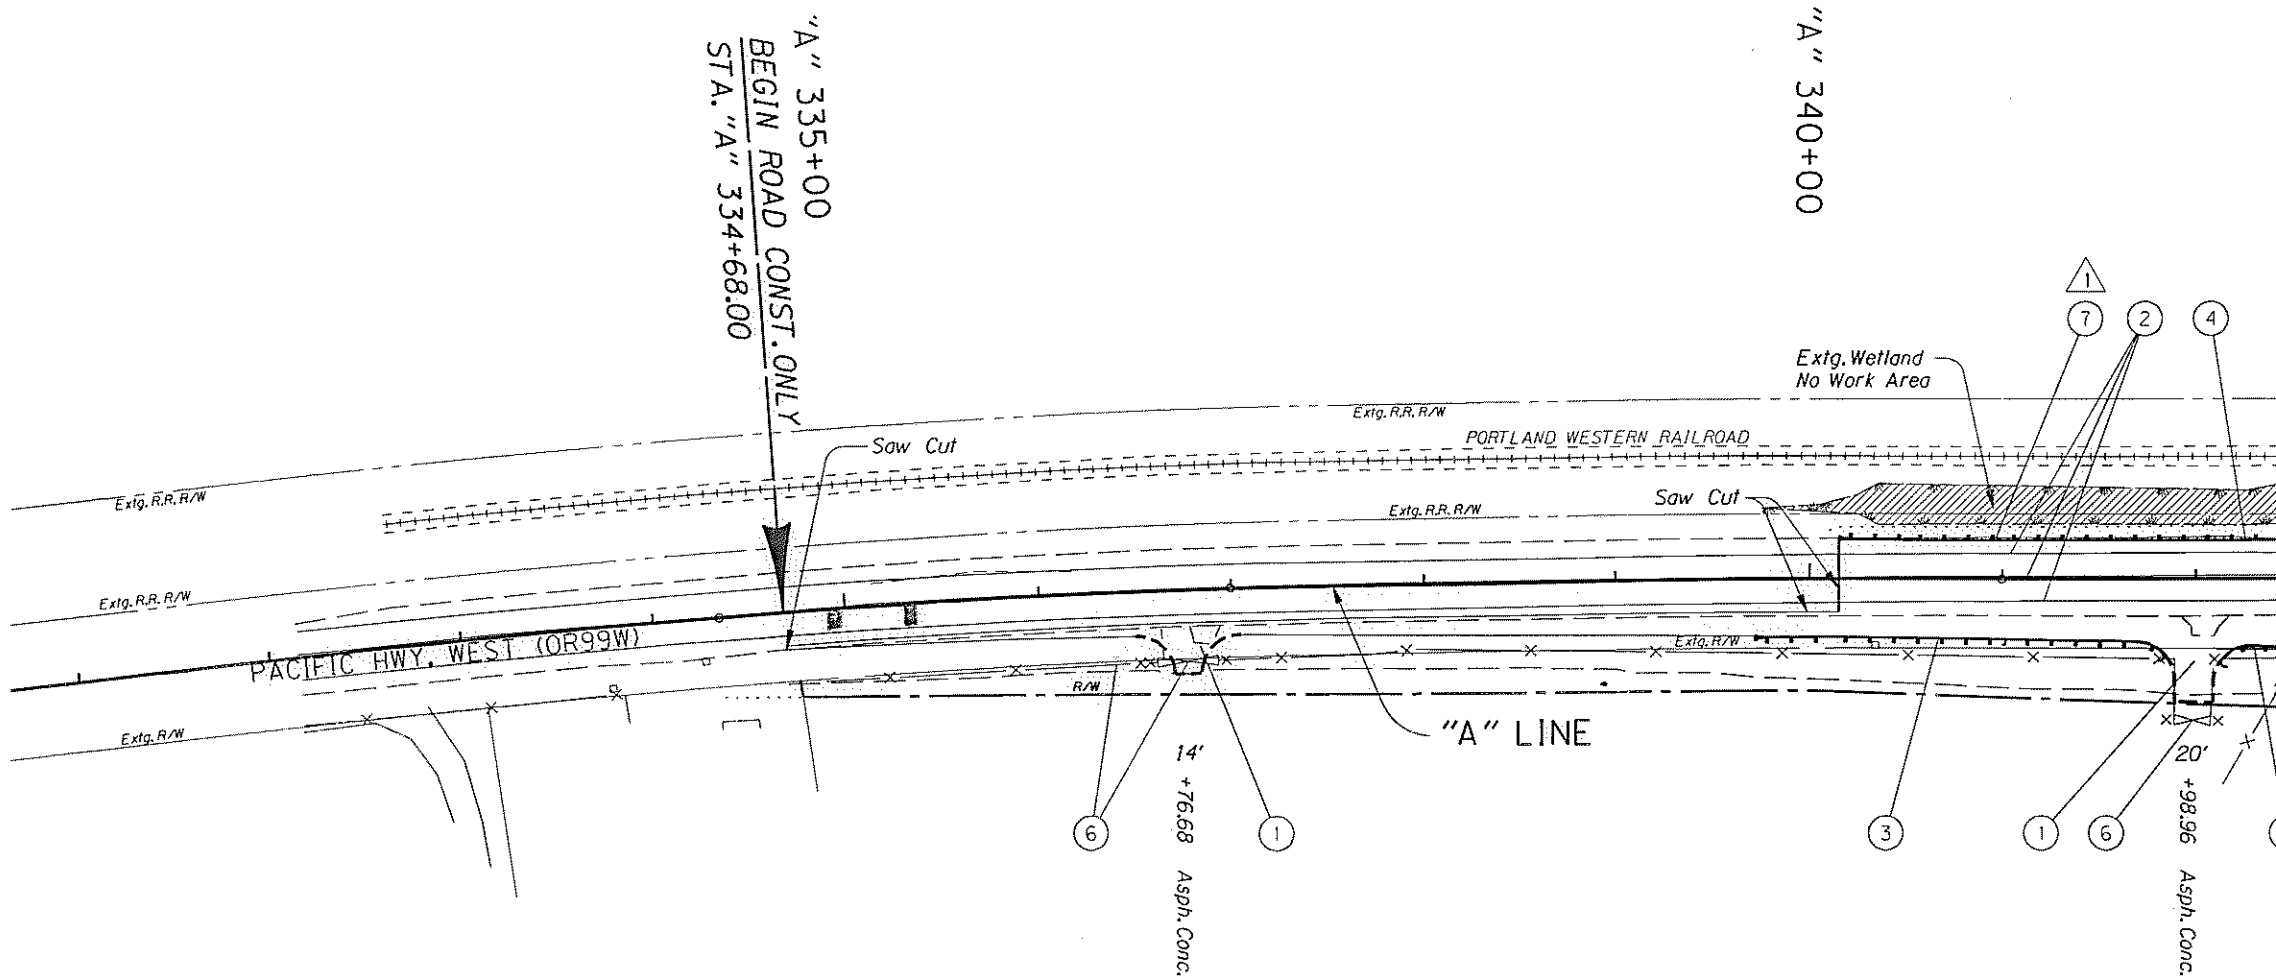 "A" 335+00
BEGIN ROAD CONST. ONLY
STA. "A" 334+68.00
"A" 340+00
1
7
2
4
Extg. Wetland
No Work Area
Extg. R.R. R/W
PORTLAND WESTERN RAILROAD
Saw Cut
Extg. R.R. R/W
Saw Cut
Extg. R.R. R/W
Extg. R.R. R/W
PACIFIC HWY. WEST (OR99W)
Extg. R/W
R/W
Extg. R/W
"A" LINE
14'
+76.68 Asph. Conc.
20'
+98.96 Asph. Conc.
6
1
3
1
6